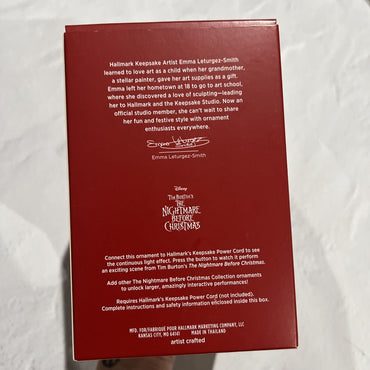 Hallmark Keepsake Artist Emma Leturgez-Smith
learned to love art as a child when her grandmother,
a stellar painter, gave her art supplies as a gift.
Emma left her hometown at 18 to go to art school,
where she discovered a love of sculpting—leading
her to Hallmark and the Keepsake Studio. Now an
official studio member, she can't wait to share
her fun and festive style with ornament
enthusiasts everywhere.
Emma Leturgez-Smith
Disney
TIM BURTON'S
THE
NIGHTMARE
BEFORE
CHRISTMAS
Connect this ornament to Hallmark's Keepsake Power Cord to see
the continuous light effect. Press the button to watch it perform
an exciting scene from Tim Burton's The Nightmare Before Christmas.
Add other The Nightmare Before Christmas Collection ornaments
to unlock larger, amazingly interactive performances!
Requires Hallmark's Keepsake Power Cord (not included).
Complete instructions and safety information enclosed inside this box.
MFG. FOR/FABRIQUÉ POUR HALLMARK MARKETING COMPANY, LLC
KANSAS CITY, MO 64141 MADE IN THAILAND
artist crafted